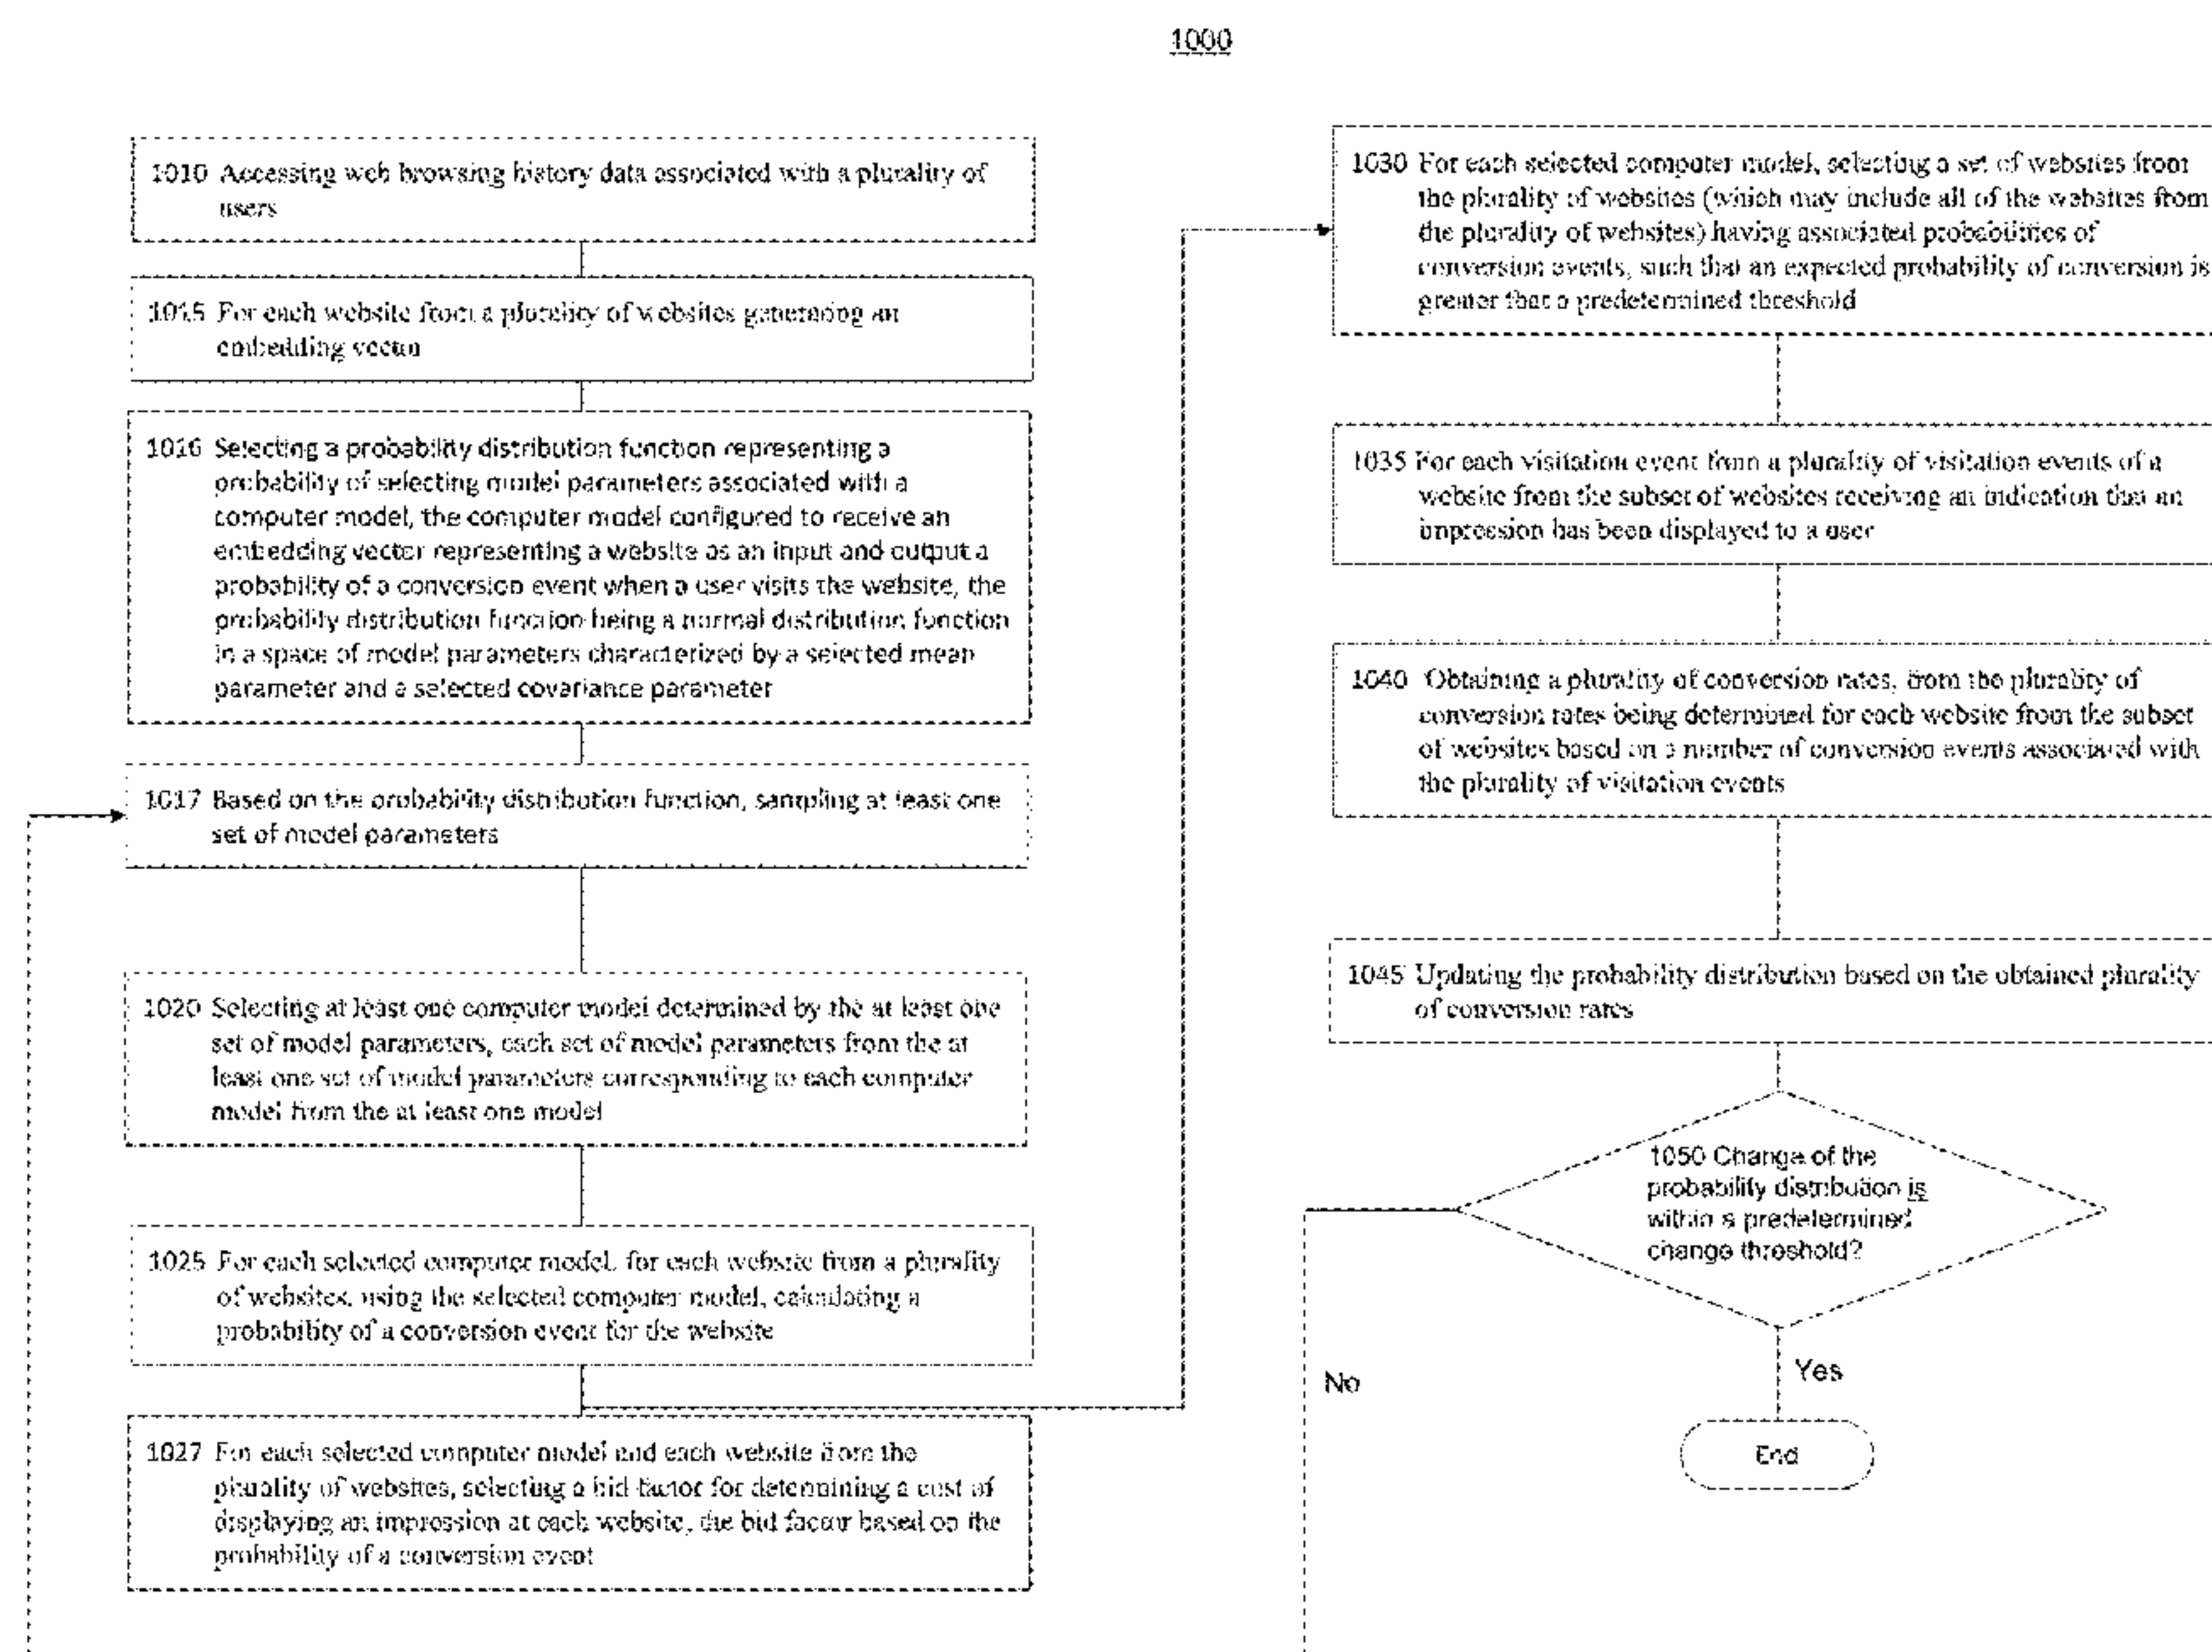 1000
1010 Accessing web browsing history data associated with a plurality of
users
1015 For each website from a plurality of websites generating an
embedding vector
1016 Selecting a probability distribution function representing a
probability of selecting model parameters associated with a
computer model, the computer model configured to receive an
embedding vector representing a website as an input and output a
probability of a conversion event when a user visits the website, the
probability distribution function being a normal distribution function
in a space of model parameters characterized by a selected mean
parameter and a selected covariance parameter
1017 Based on the probability distribution function, sampling at least one
set of model parameters
1020 Selecting at least one computer model determined by the at least one
set of model parameters, each set of model parameters from the at
least one set of model parameters corresponding to each computer
model from the at least one model
1025 For each selected computer model, for each website from a plurality
of websites, using the selected computer model, calculating a
probability of a conversion event for the website
1027 For each selected computer model and each website from the
plurality of websites, selecting a bid factor for determining a cost of
displaying an impression at each website, the bid factor based on the
probability of a conversion event
1030 For each selected computer model, selecting a set of websites from
the plurality of websites (which may include all of the websites from
the plurality of websites) having associated probabilities of
conversion events, such that an expected probability of conversion is
greater that a predetermined threshold
1035 For each visitation event from a plurality of visitation events of a
website from the subset of websites receiving an indication that an
impression has been displayed to a user
1040 Obtaining a plurality of conversion rates, from the plurality of
conversion rates being determined for each website from the subset
of websites based on a number of conversion events associated with
the plurality of visitation events
1045 Updating the probability distribution based on the obtained plurality
of conversion rates
1050 Change of the
probability distribution is
within a predetermined
change threshold?
No
Yes
End